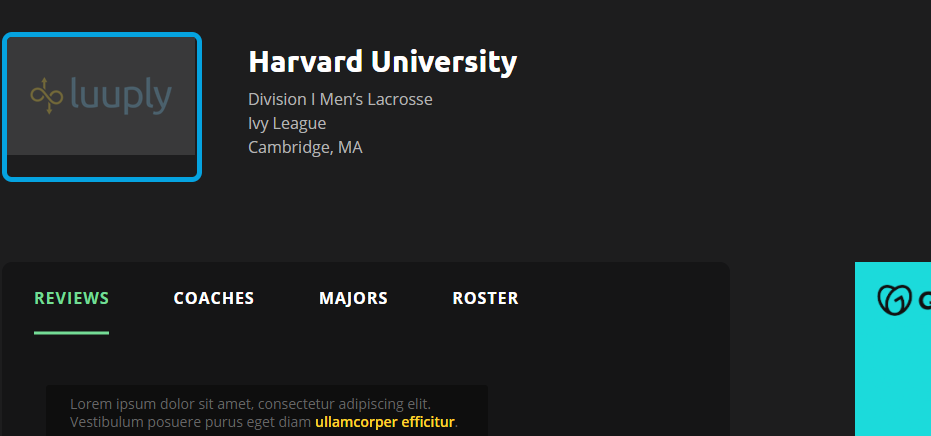 luuply
Harvard University
Division I Men’s Lacrosse
Ivy League
Cambridge, MA
REVIEWS COACHES MAJORS ROSTER
Lorem ipsum dolor sit amet, consectetur adipiscing elit.
Vestibulum posuere purus eget diam ullamcorper efficitur.